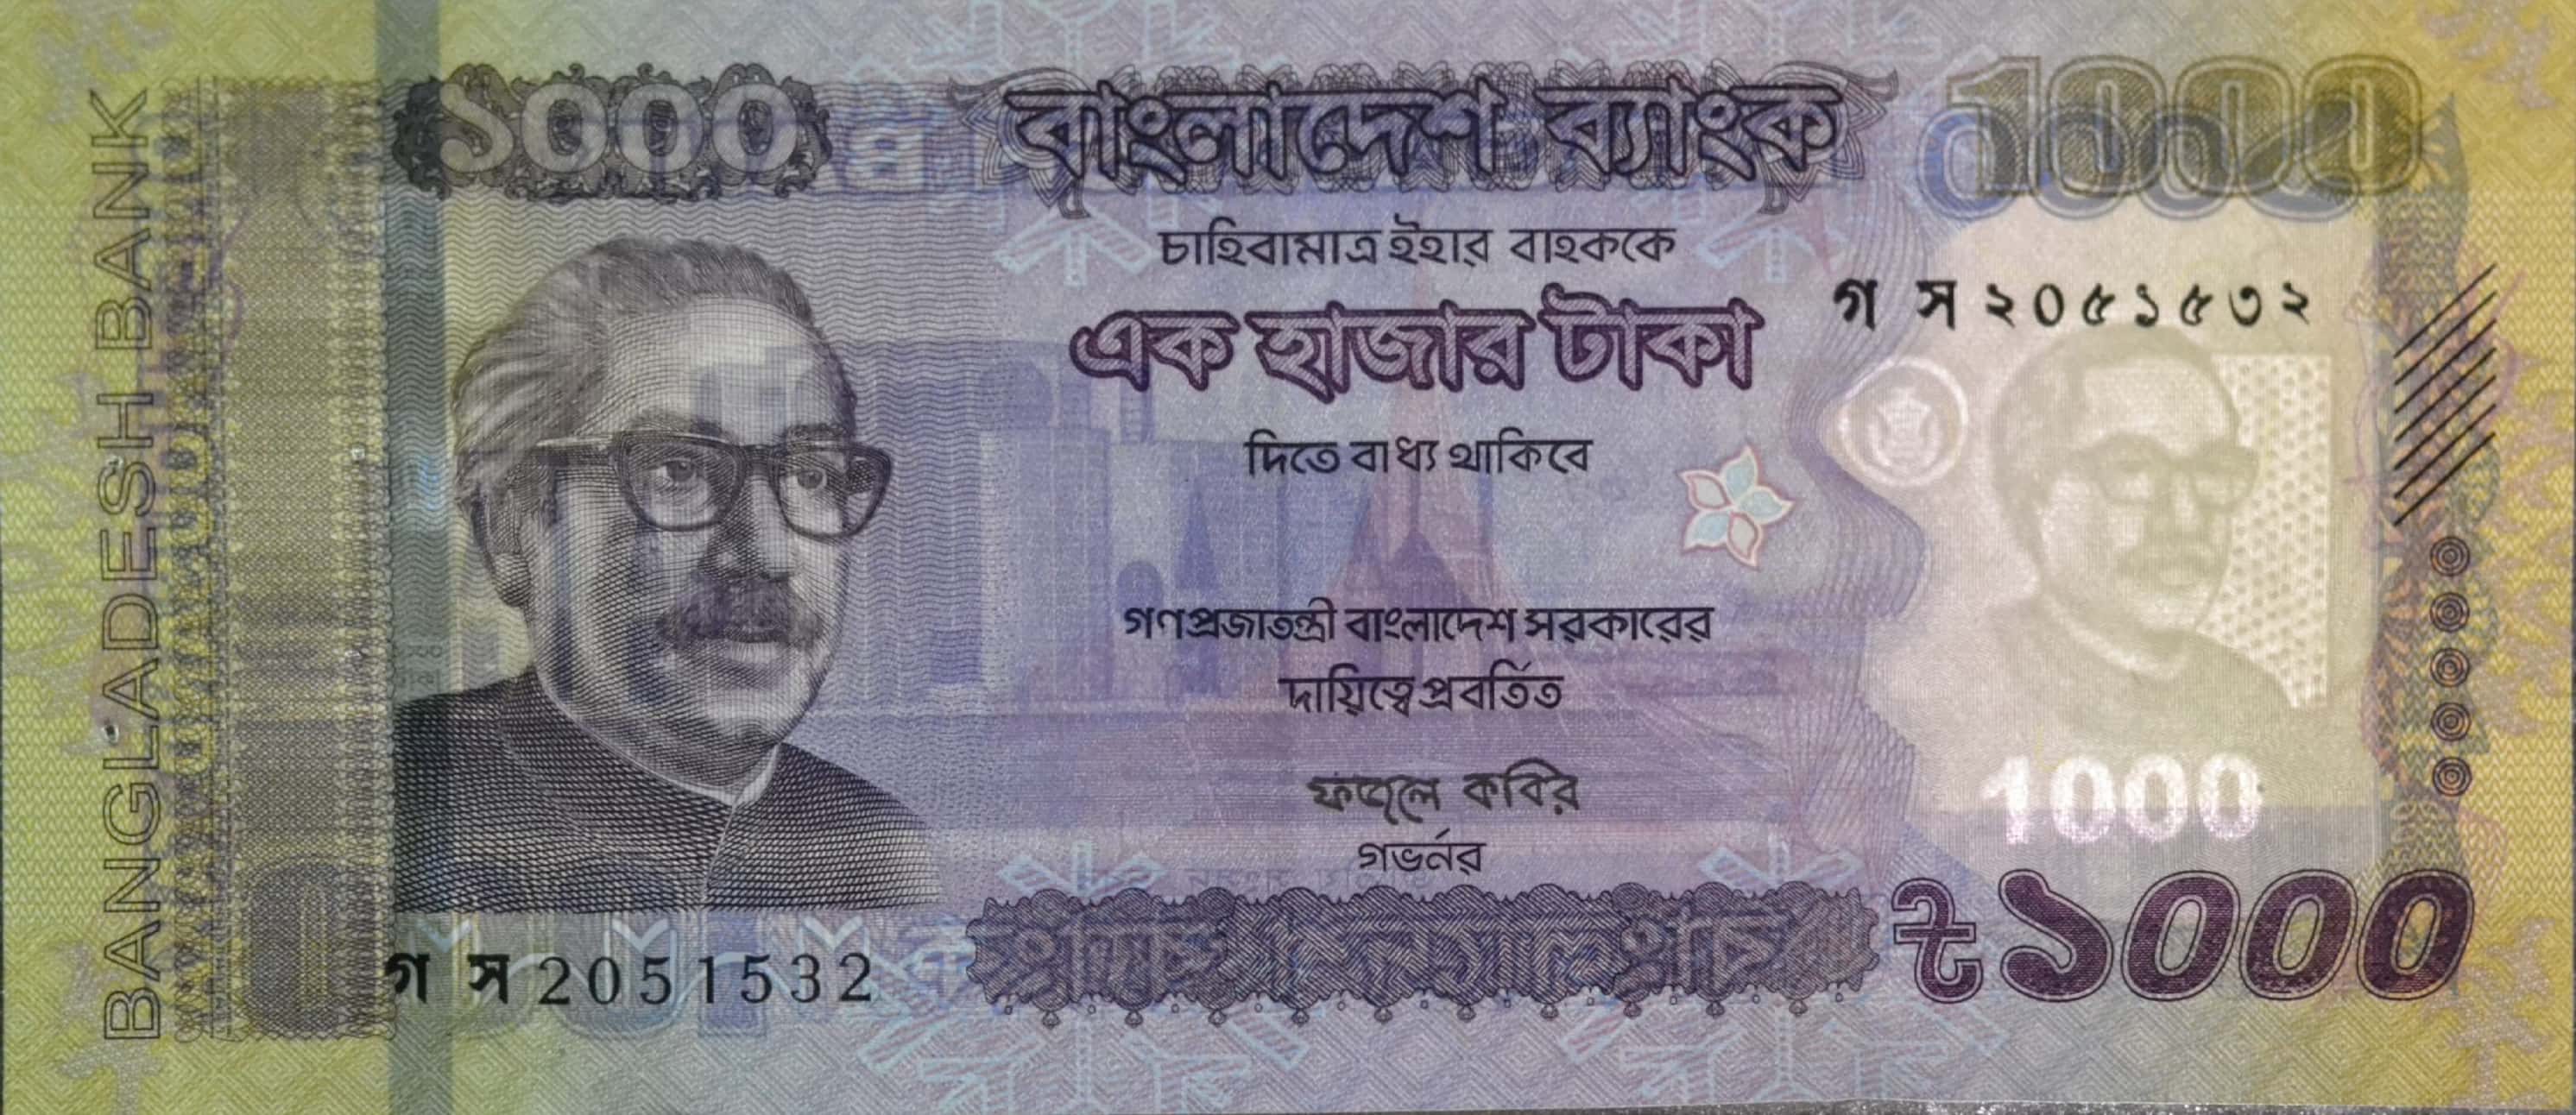 BANGLADESH BANK
১০০০
বাংলাদেশ ব্যাংক
1000
চাহিবামাত্র ইহার বাহককে
গ স ২০৫১৫৩২
এক হাজার টাকা
দিতে বাধ্য থাকিবে
গণপ্রজাতন্ত্রী বাংলাদেশ সরকারের
দায়িত্বে প্রবর্তিত
ফজলে কবির
গভর্নর
1000
৳১০০০
গ স 2051532